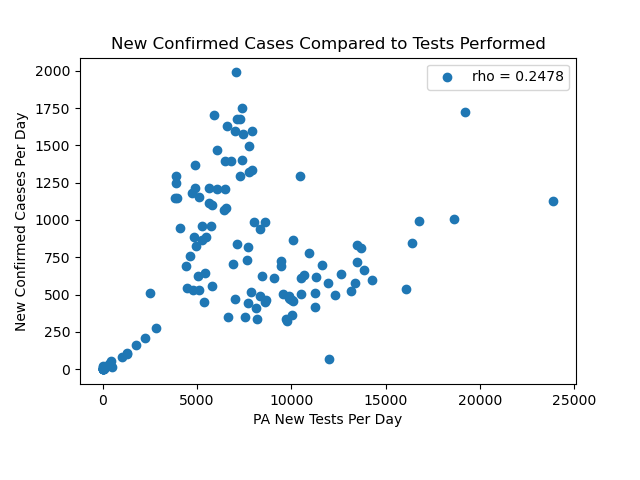 New Confirmed Cases Compared to Tests Performed
rho = 0.2478
2000
1750
1500
1250
1000
750
500
250
0
New Confirmed Caeses Per Day
0 5000 10000 15000 20000 25000
PA New Tests Per Day